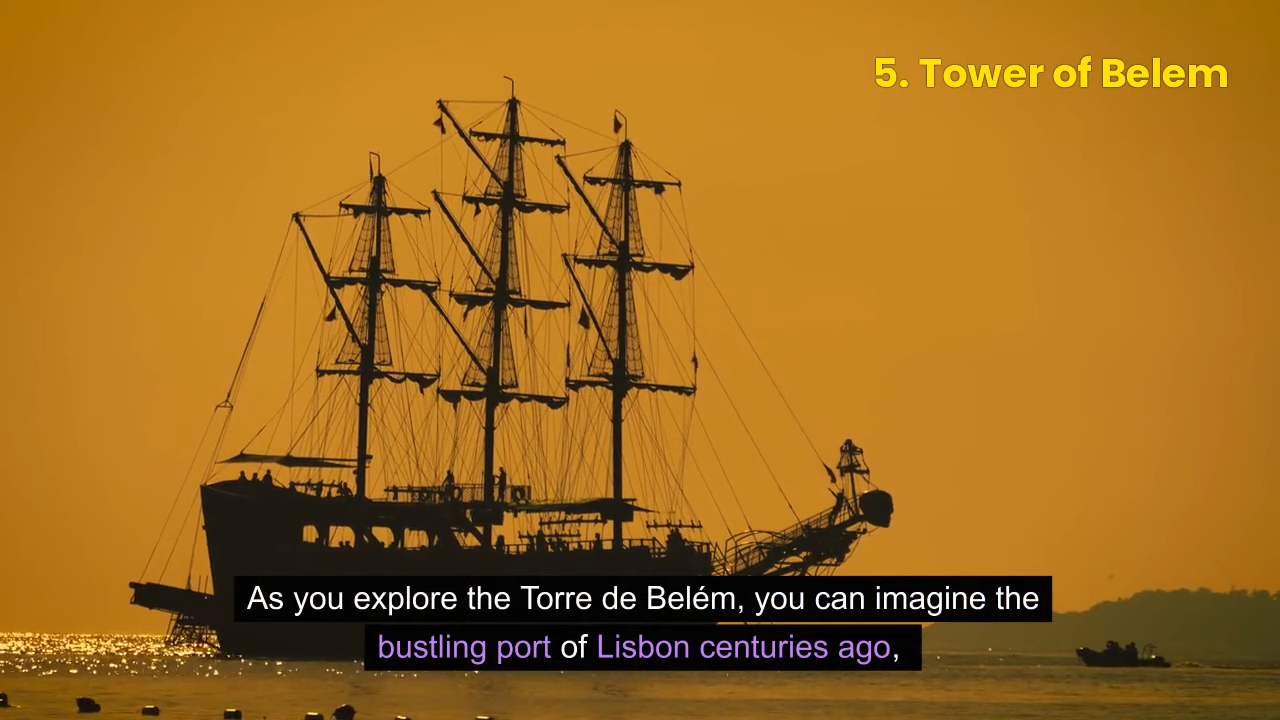 5. Tower of Belem
As you explore the Torre de Belém, you can imagine the
bustling port of Lisbon centuries ago,